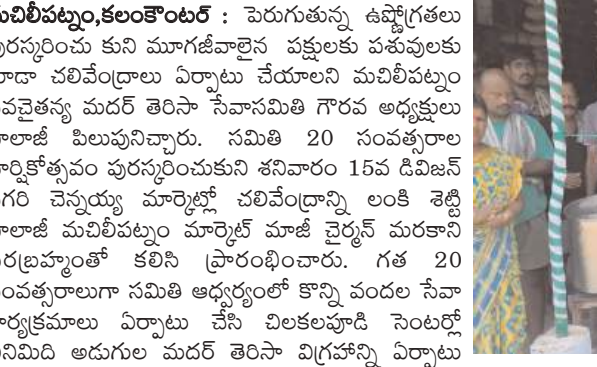 మచిలీపట్నం,కలంకౌంటర్ : పెరుగుతున్న ఉష్ణోగ్రతలు
పురస్కరించు కుని మూగజీవాలైన పక్షులకు పశువులకు
కూడా చలివేంద్రాలు ఏర్పాటు చేయాలని మచిలీపట్నం
నవచైతన్య మదర్ తెరిసా సేవాసమితి గౌరవ అధ్యక్షులు
బాలాజీ పిలుపునిచ్చారు. సమితి 20 సంవత్సరాల
వార్షికోత్సవం పురస్కరించుకుని శనివారం 15వ డివిజన్
చెన్నయ్య మార్కెట్లో చలివేంద్రాన్ని లంకి శెట్టి
బాలాజీ మచిలీపట్నం మార్కెట్ మాజీ చైర్మన్ మరకాని
పరబ్రహ్మంతో కలిసి ప్రారంభించారు. గత 20
సంవత్సరాలుగా సమితి ఆధ్వర్యంలో కొన్ని వందల సేవా
కార్యక్రమాలు ఏర్పాటు చేసి చిలకలపూడి సెంటర్లో
ఎనిమిది అడుగుల మదర్ తెరిసా విగ్రహాన్ని ఏర్పాటు